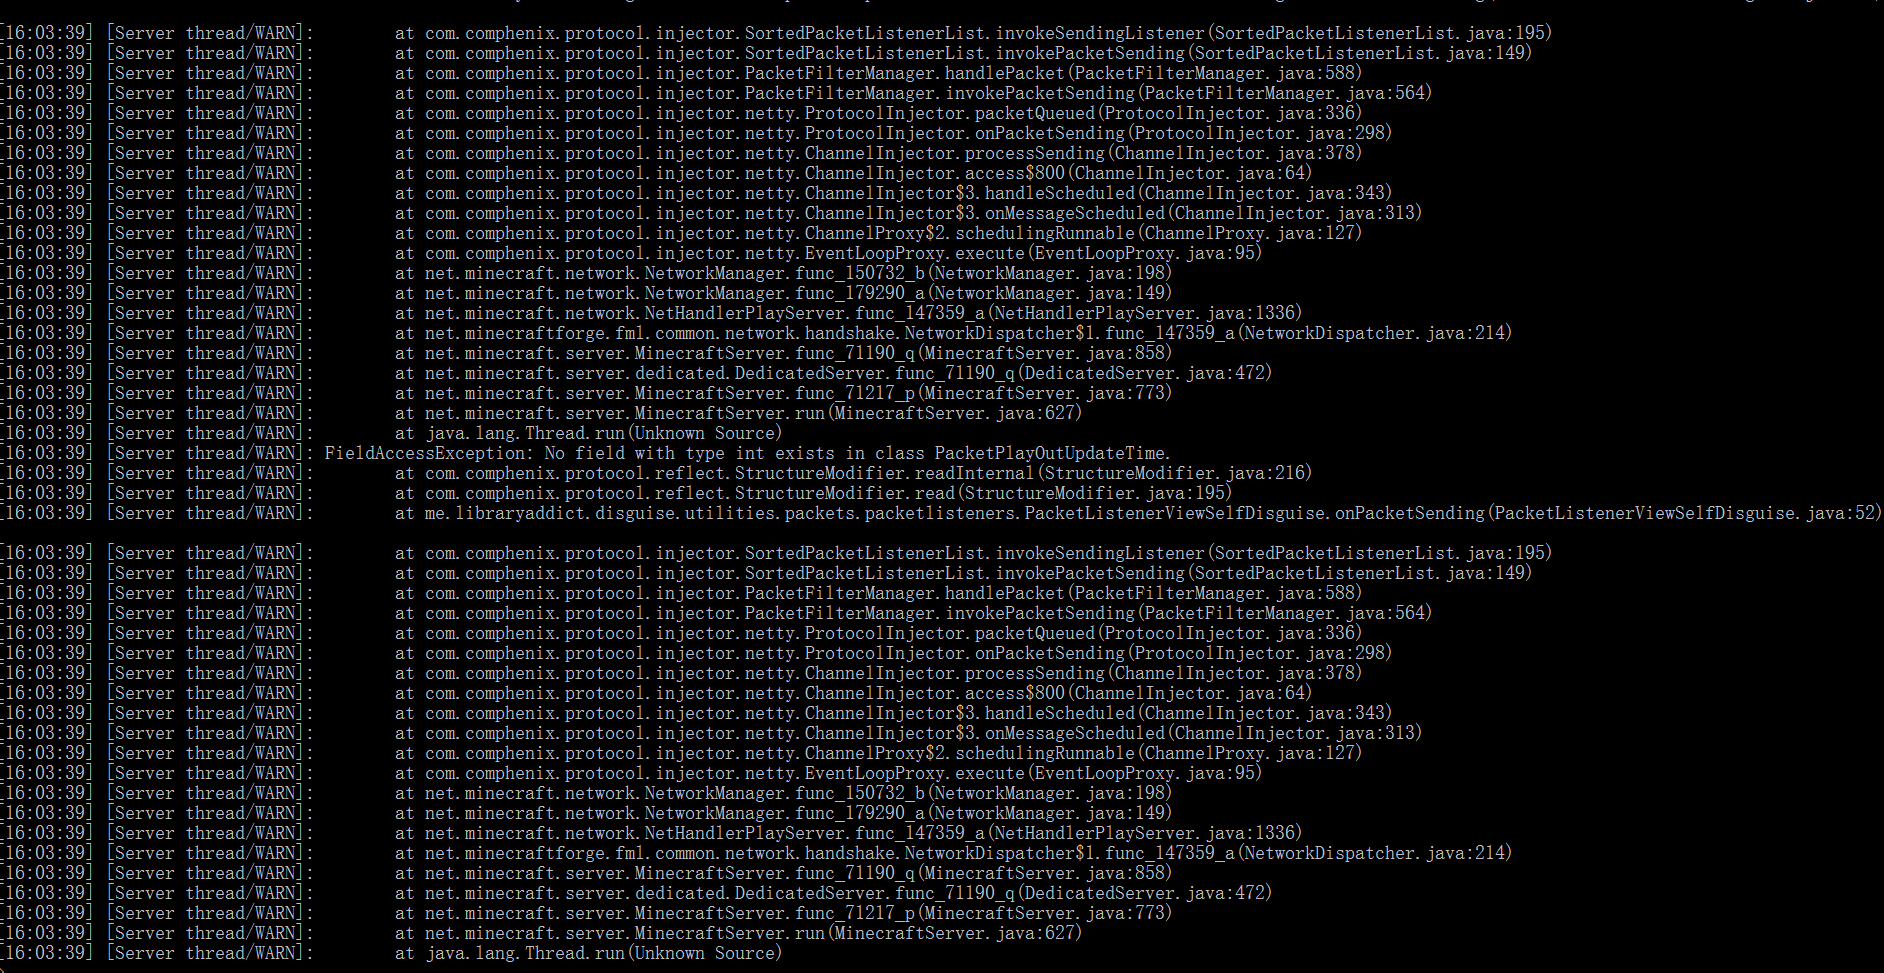 [16:03:39] [Server thread/WARN]: at com.comphenix.protocol.injector.SortedPacketListenerList.invokeSendingListener(SortedPacketListenerList.java:195)
[16:03:39] [Server thread/WARN]: at com.comphenix.protocol.injector.SortedPacketListenerList.invokePacketSending(SortedPacketListenerList.java:149)
[16:03:39] [Server thread/WARN]: at com.comphenix.protocol.injector.PacketFilterManager.handlePacket(PacketFilterManager.java:588)
[16:03:39] [Server thread/WARN]: at com.comphenix.protocol.injector.PacketFilterManager.invokePacketSending(PacketFilterManager.java:564)
[16:03:39] [Server thread/WARN]: at com.comphenix.protocol.injector.netty.ProtocolInjector.packetQueued(ProtocolInjector.java:336)
[16:03:39] [Server thread/WARN]: at com.comphenix.protocol.injector.netty.ProtocolInjector.onPacketSending(ProtocolInjector.java:298)
[16:03:39] [Server thread/WARN]: at com.comphenix.protocol.injector.netty.ChannelInjector.processSending(ChannelInjector.java:378)
[16:03:39] [Server thread/WARN]: at com.comphenix.protocol.injector.netty.ChannelInjector.access$800(ChannelInjector.java:64)
[16:03:39] [Server thread/WARN]: at com.comphenix.protocol.injector.netty.ChannelInjector$3.handleScheduled(ChannelInjector.java:343)
[16:03:39] [Server thread/WARN]: at com.comphenix.protocol.injector.netty.ChannelInjector$3.onMessageScheduled(ChannelInjector.java:313)
[16:03:39] [Server thread/WARN]: at com.comphenix.protocol.injector.netty.ChannelProxy$2.schedulingRunnable(ChannelProxy.java:127)
[16:03:39] [Server thread/WARN]: at com.comphenix.protocol.injector.netty.EventLoopProxy.execute(EventLoopProxy.java:95)
[16:03:39] [Server thread/WARN]: at net.minecraft.network.NetworkManager.func_150732_b(NetworkManager.java:198)
[16:03:39] [Server thread/WARN]: at net.minecraft.network.NetworkManager.func_179290_a(NetworkManager.java:149)
[16:03:39] [Server thread/WARN]: at net.minecraft.network.NetHandlerPlayServer.func_147359_a(NetHandlerPlayServer.java:1336)
[16:03:39] [Server thread/WARN]: at net.minecraftforge.fml.common.network.handshake.NetworkDispatcher$1.func_147359_a(NetworkDispatcher.java:214)
[16:03:39] [Server thread/WARN]: at net.minecraft.server.MinecraftServer.func_71190_q(MinecraftServer.java:858)
[16:03:39] [Server thread/WARN]: at net.minecraft.server.dedicated.DedicatedServer.func_71190_q(DedicatedServer.java:472)
[16:03:39] [Server thread/WARN]: at net.minecraft.server.MinecraftServer.func_71217_p(MinecraftServer.java:773)
[16:03:39] [Server thread/WARN]: at net.minecraft.server.MinecraftServer.run(MinecraftServer.java:627)
[16:03:39] [Server thread/WARN]: at java.lang.Thread.run(Unknown Source)
[16:03:39] [Server thread/WARN]: FieldAccessException: No field with type int exists in class PacketPlayOutUpdateTime.
[16:03:39] [Server thread/WARN]: at com.comphenix.protocol.reflect.StructureModifier.readInternal(StructureModifier.java:216)
[16:03:39] [Server thread/WARN]: at com.comphenix.protocol.reflect.StructureModifier.read(StructureModifier.java:195)
[16:03:39] [Server thread/WARN]: at me.libraryaddict.disguise.utilities.packets.packetlisteners.PacketListenerViewSelfDisguise.onPacketSending(PacketListenerViewSelfDisguise.java:52)
[16:03:39] [Server thread/WARN]: at com.comphenix.protocol.injector.SortedPacketListenerList.invokeSendingListener(SortedPacketListenerList.java:195)
[16:03:39] [Server thread/WARN]: at com.comphenix.protocol.injector.SortedPacketListenerList.invokePacketSending(SortedPacketListenerList.java:149)
[16:03:39] [Server thread/WARN]: at com.comphenix.protocol.injector.PacketFilterManager.handlePacket(PacketFilterManager.java:588)
[16:03:39] [Server thread/WARN]: at com.comphenix.protocol.injector.PacketFilterManager.invokePacketSending(PacketFilterManager.java:564)
[16:03:39] [Server thread/WARN]: at com.comphenix.protocol.injector.netty.ProtocolInjector.packetQueued(ProtocolInjector.java:336)
[16:03:39] [Server thread/WARN]: at com.comphenix.protocol.injector.netty.ProtocolInjector.onPacketSending(ProtocolInjector.java:298)
[16:03:39] [Server thread/WARN]: at com.comphenix.protocol.injector.netty.ChannelInjector.processSending(ChannelInjector.java:378)
[16:03:39] [Server thread/WARN]: at com.comphenix.protocol.injector.netty.ChannelInjector.access$800(ChannelInjector.java:64)
[16:03:39] [Server thread/WARN]: at com.comphenix.protocol.injector.netty.ChannelInjector$3.handleScheduled(ChannelInjector.java:343)
[16:03:39] [Server thread/WARN]: at com.comphenix.protocol.injector.netty.ChannelInjector$3.onMessageScheduled(ChannelInjector.java:313)
[16:03:39] [Server thread/WARN]: at com.comphenix.protocol.injector.netty.ChannelProxy$2.schedulingRunnable(ChannelProxy.java:127)
[16:03:39] [Server thread/WARN]: at com.comphenix.protocol.injector.netty.EventLoopProxy.execute(EventLoopProxy.java:95)
[16:03:39] [Server thread/WARN]: at net.minecraft.network.NetworkManager.func_150732_b(NetworkManager.java:198)
[16:03:39] [Server thread/WARN]: at net.minecraft.network.NetworkManager.func_179290_a(NetworkManager.java:149)
[16:03:39] [Server thread/WARN]: at net.minecraft.network.NetHandlerPlayServer.func_147359_a(NetHandlerPlayServer.java:1336)
[16:03:39] [Server thread/WARN]: at net.minecraftforge.fml.common.network.handshake.NetworkDispatcher$1.func_147359_a(NetworkDispatcher.java:214)
[16:03:39] [Server thread/WARN]: at net.minecraft.server.MinecraftServer.func_71190_q(MinecraftServer.java:858)
[16:03:39] [Server thread/WARN]: at net.minecraft.server.dedicated.DedicatedServer.func_71190_q(DedicatedServer.java:472)
[16:03:39] [Server thread/WARN]: at net.minecraft.server.MinecraftServer.func_71217_p(MinecraftServer.java:773)
[16:03:39] [Server thread/WARN]: at net.minecraft.server.MinecraftServer.run(MinecraftServer.java:627)
[16:03:39] [Server thread/WARN]: at java.lang.Thread.run(Unknown Source)